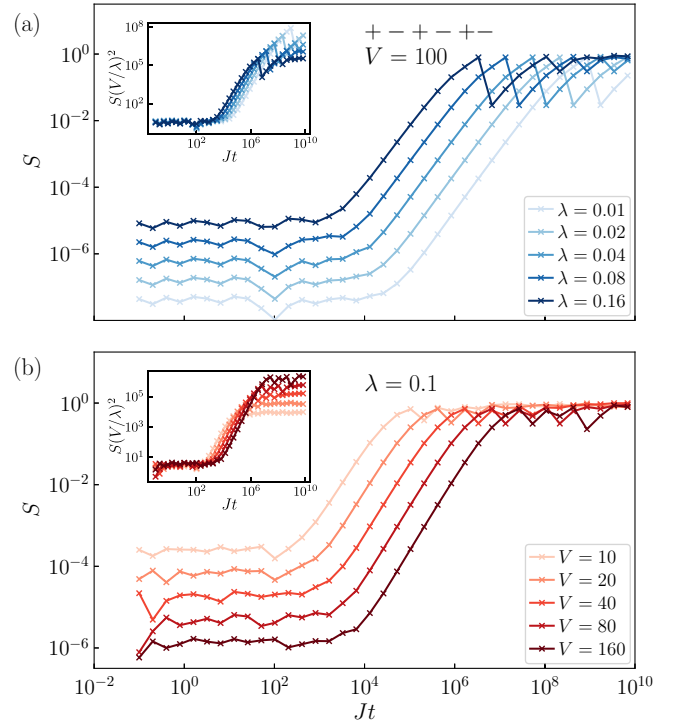 (a)
+ − + − +−
V = 100
10^8
10^5
10^2
S(V/λ)^2
10^2 10^6 10^10
Jt
10^0
10^−2
10^−4
10^−6
S
λ = 0.01
λ = 0.02
λ = 0.04
λ = 0.08
λ = 0.16
(b)
λ = 0.1
10^5
10^3
10^1
S(V/λ)^2
10^2 10^6 10^10
Jt
10^0
10^−2
10^−4
10^−6
S
V = 10
V = 20
V = 40
V = 80
V = 160
10^−2 10^0 10^2 10^4 10^6 10^8 10^10
Jt